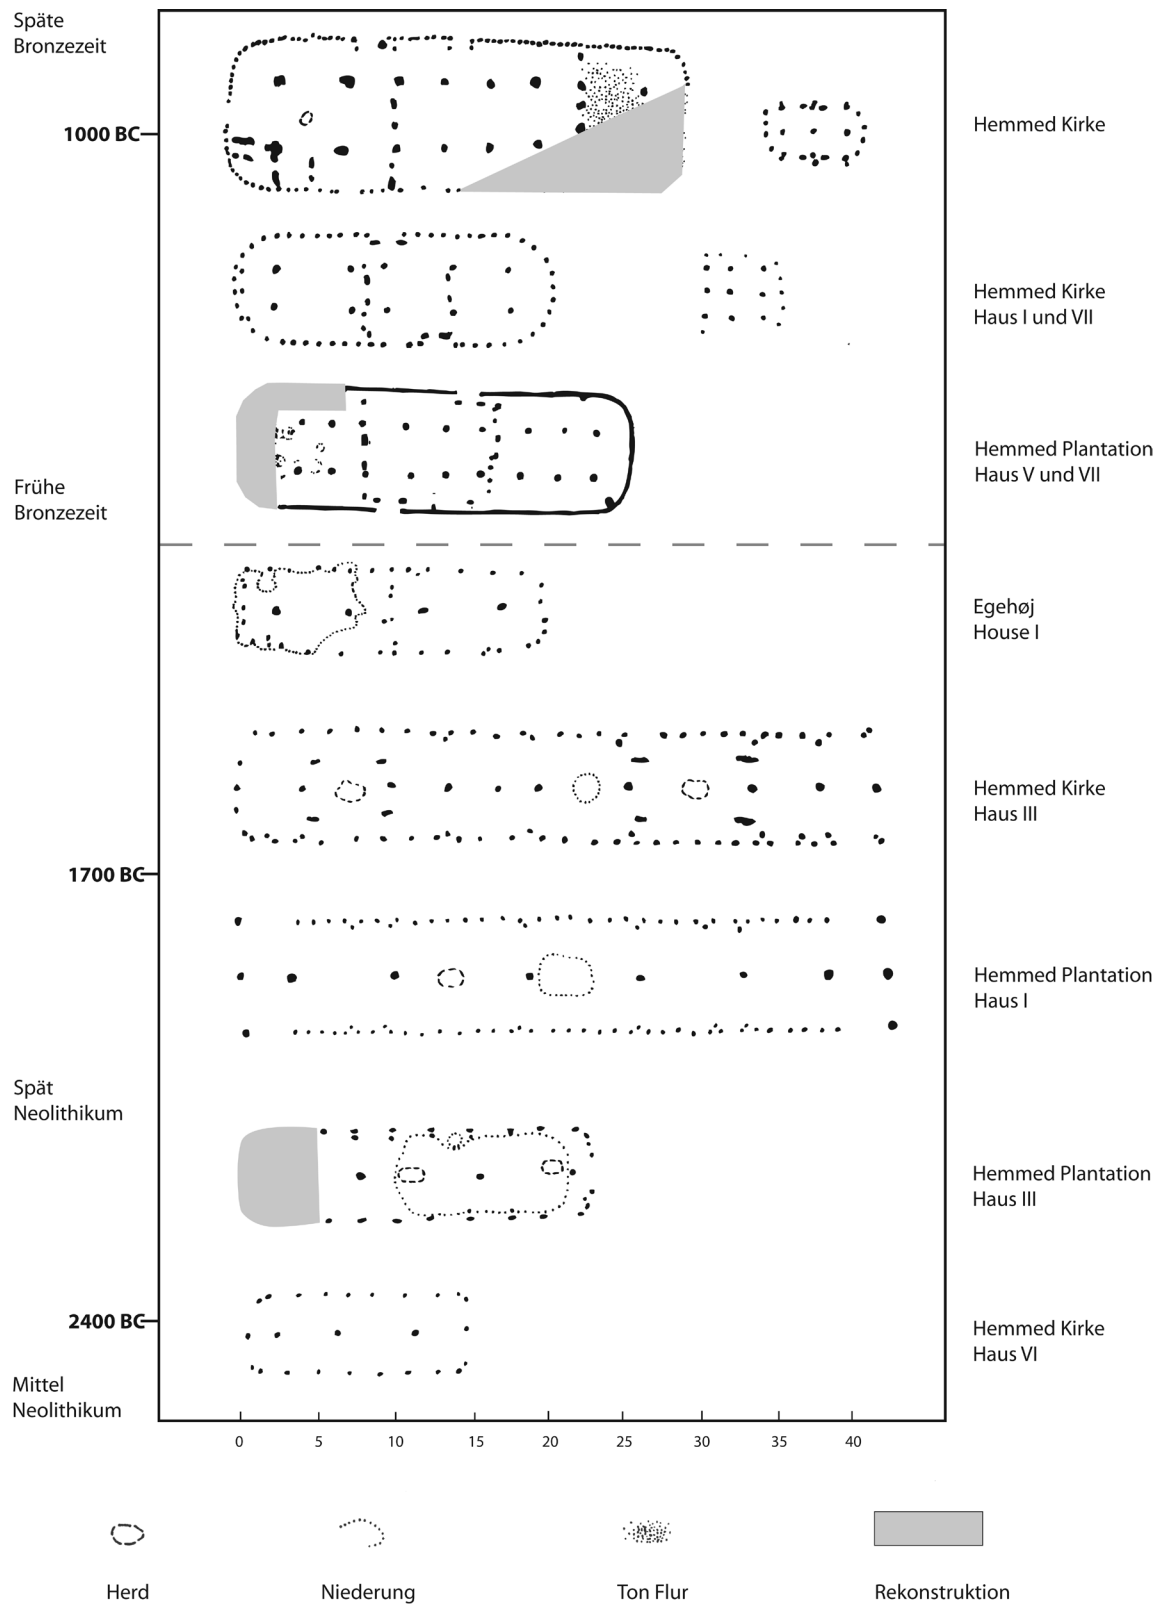 Späte
Bronzezeit
1000 BC
Hemmed Kirke
Hemmed Kirke
Haus I und VII
Hemmed Plantation
Haus V und VII
Frühe
Bronzezeit
Egehøj
House I
Hemmed Kirke
Haus III
1700 BC
Hemmed Plantation
Haus I
Spät
Neolithikum
Hemmed Plantation
Haus III
2400 BC
Hemmed Kirke
Haus VI
Mittel
Neolithikum
0 5 10 15 20 25 30 35 40
Herd Niederung Ton Flur Rekonstruktion